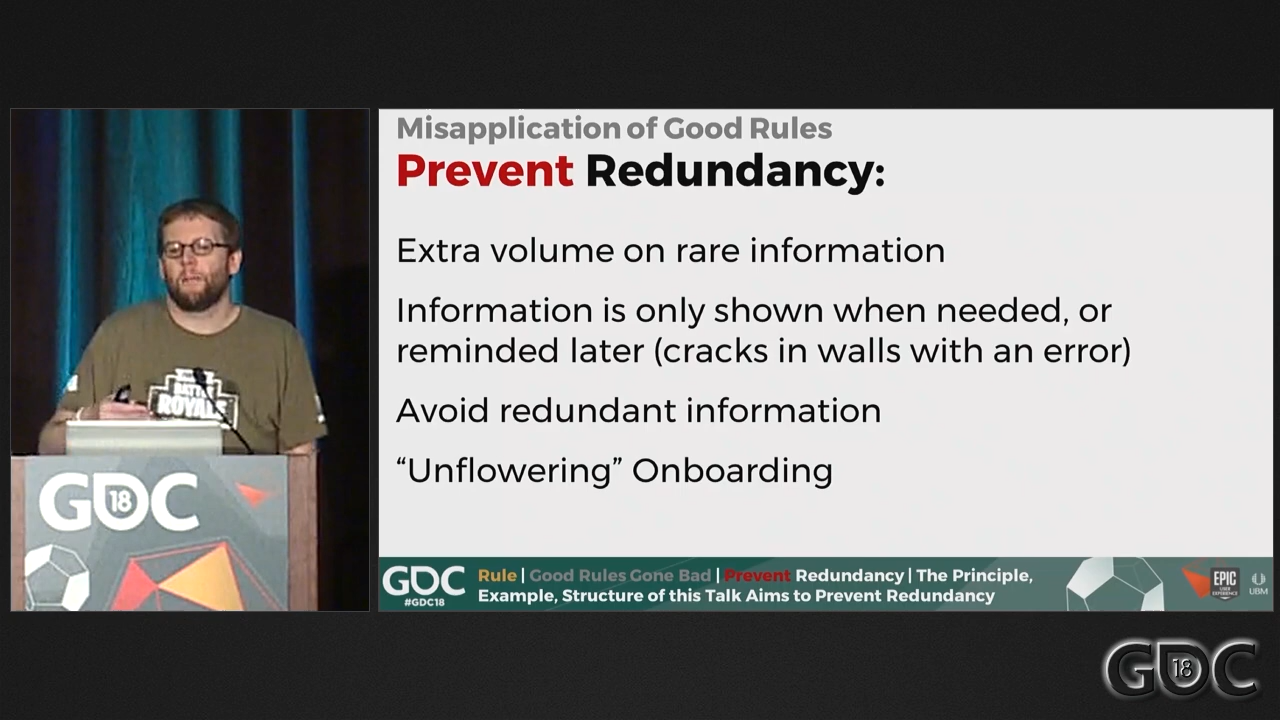 Misapplication of Good Rules
Prevent Redundancy:
Extra volume on rare information
Information is only shown when needed, or
reminded later (cracks in walls with an error)
Avoid redundant information
“Unflowering” Onboarding
BATTLE
ROYALE
GDC
18
GDC
#GDC18
Rule | Good Rules Gone Bad | Prevent Redundancy | The Principle,
Example, Structure of this Talk Aims to Prevent Redundancy
EPIC
UBM
GDC
18